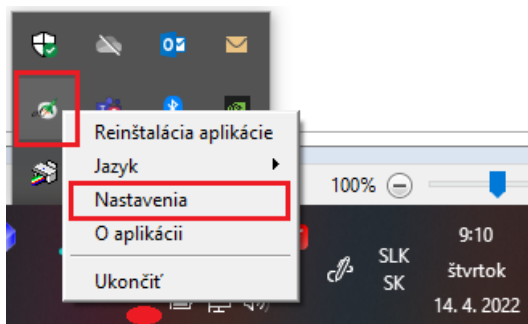 Reinštalácia aplikácie
Jazyk
Nastavenia
O aplikácii
Ukončiť
100%
SLK
SK
9:10
štvrtok
14. 4. 2022